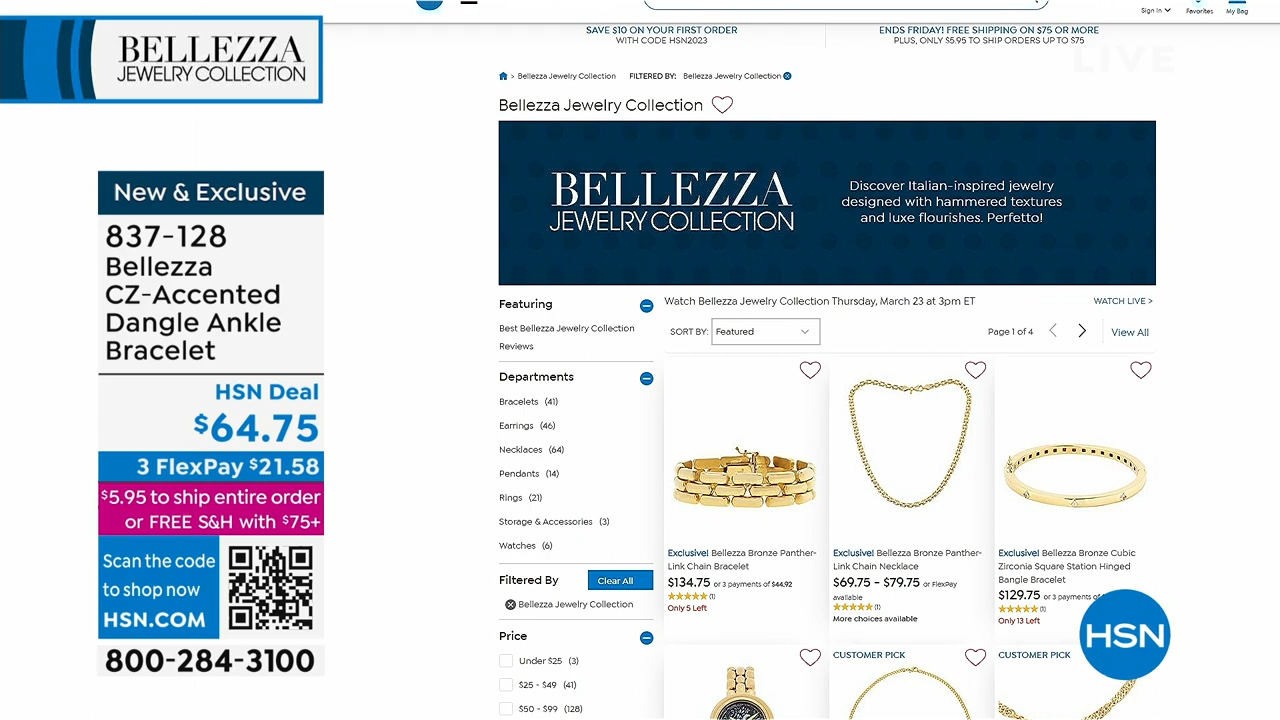 BELLEZZA
JEWELRY COLLECTION
New & Exclusive
837-128
Bellezza
CZ-Accented
Dangle Ankle
Bracelet
HSN Deal
$64.75
3 FlexPay $21.58
$5.95 to ship entire order
or FREE S&H with $75+
Scan the code
to shop now
HSN.COM
800-284-3100
Sign In
Favorites
My Bag
SAVE $10 ON YOUR FIRST ORDER
WITH CODE HSN2023
ENDS FRIDAY! FREE SHIPPING ON $75 OR MORE
PLUS, ONLY $5.95 TO SHIP ORDERS UP TO $75
LIVE
> Bellezza Jewelry Collection FILTERED BY: Bellezza Jewelry Collection
Bellezza Jewelry Collection
BELLEZZA
JEWELRY COLLECTION
Discover Italian-inspired jewelry
designed with hammered textures
and luxe flourishes. Perfetto!
Featuring
Best Bellezza Jewelry Collection
Reviews
Departments
Bracelets (41)
Earrings (46)
Necklaces (64)
Pendants (14)
Rings (21)
Storage & Accessories (3)
Watches (6)
Filtered By Clear All
Bellezza Jewelry Collection
Price
Under $25 (3)
$25 - $49 (41)
$50 - $99 (128)
Watch Bellezza Jewelry Collection Thursday, March 23 at 3pm ET WATCH LIVE >
SORT BY: Featured Page 1 of 4 View All
Exclusive! Bellezza Bronze Panther-
Link Chain Bracelet
$134.75 or 3 payments of $44.92
(1)
Only 5 Left
Exclusive! Bellezza Bronze Panther-
Link Chain Necklace
$69.75 - $79.75 or FlexPay
available
(1)
More choices available
Exclusive! Bellezza Bronze Cubic
Zirconia Square Station Hinged
Bangle Bracelet
$129.75 or 3 payments of
(1)
Only 13 Left
CUSTOMER PICK
CUSTOMER PICK
HSN